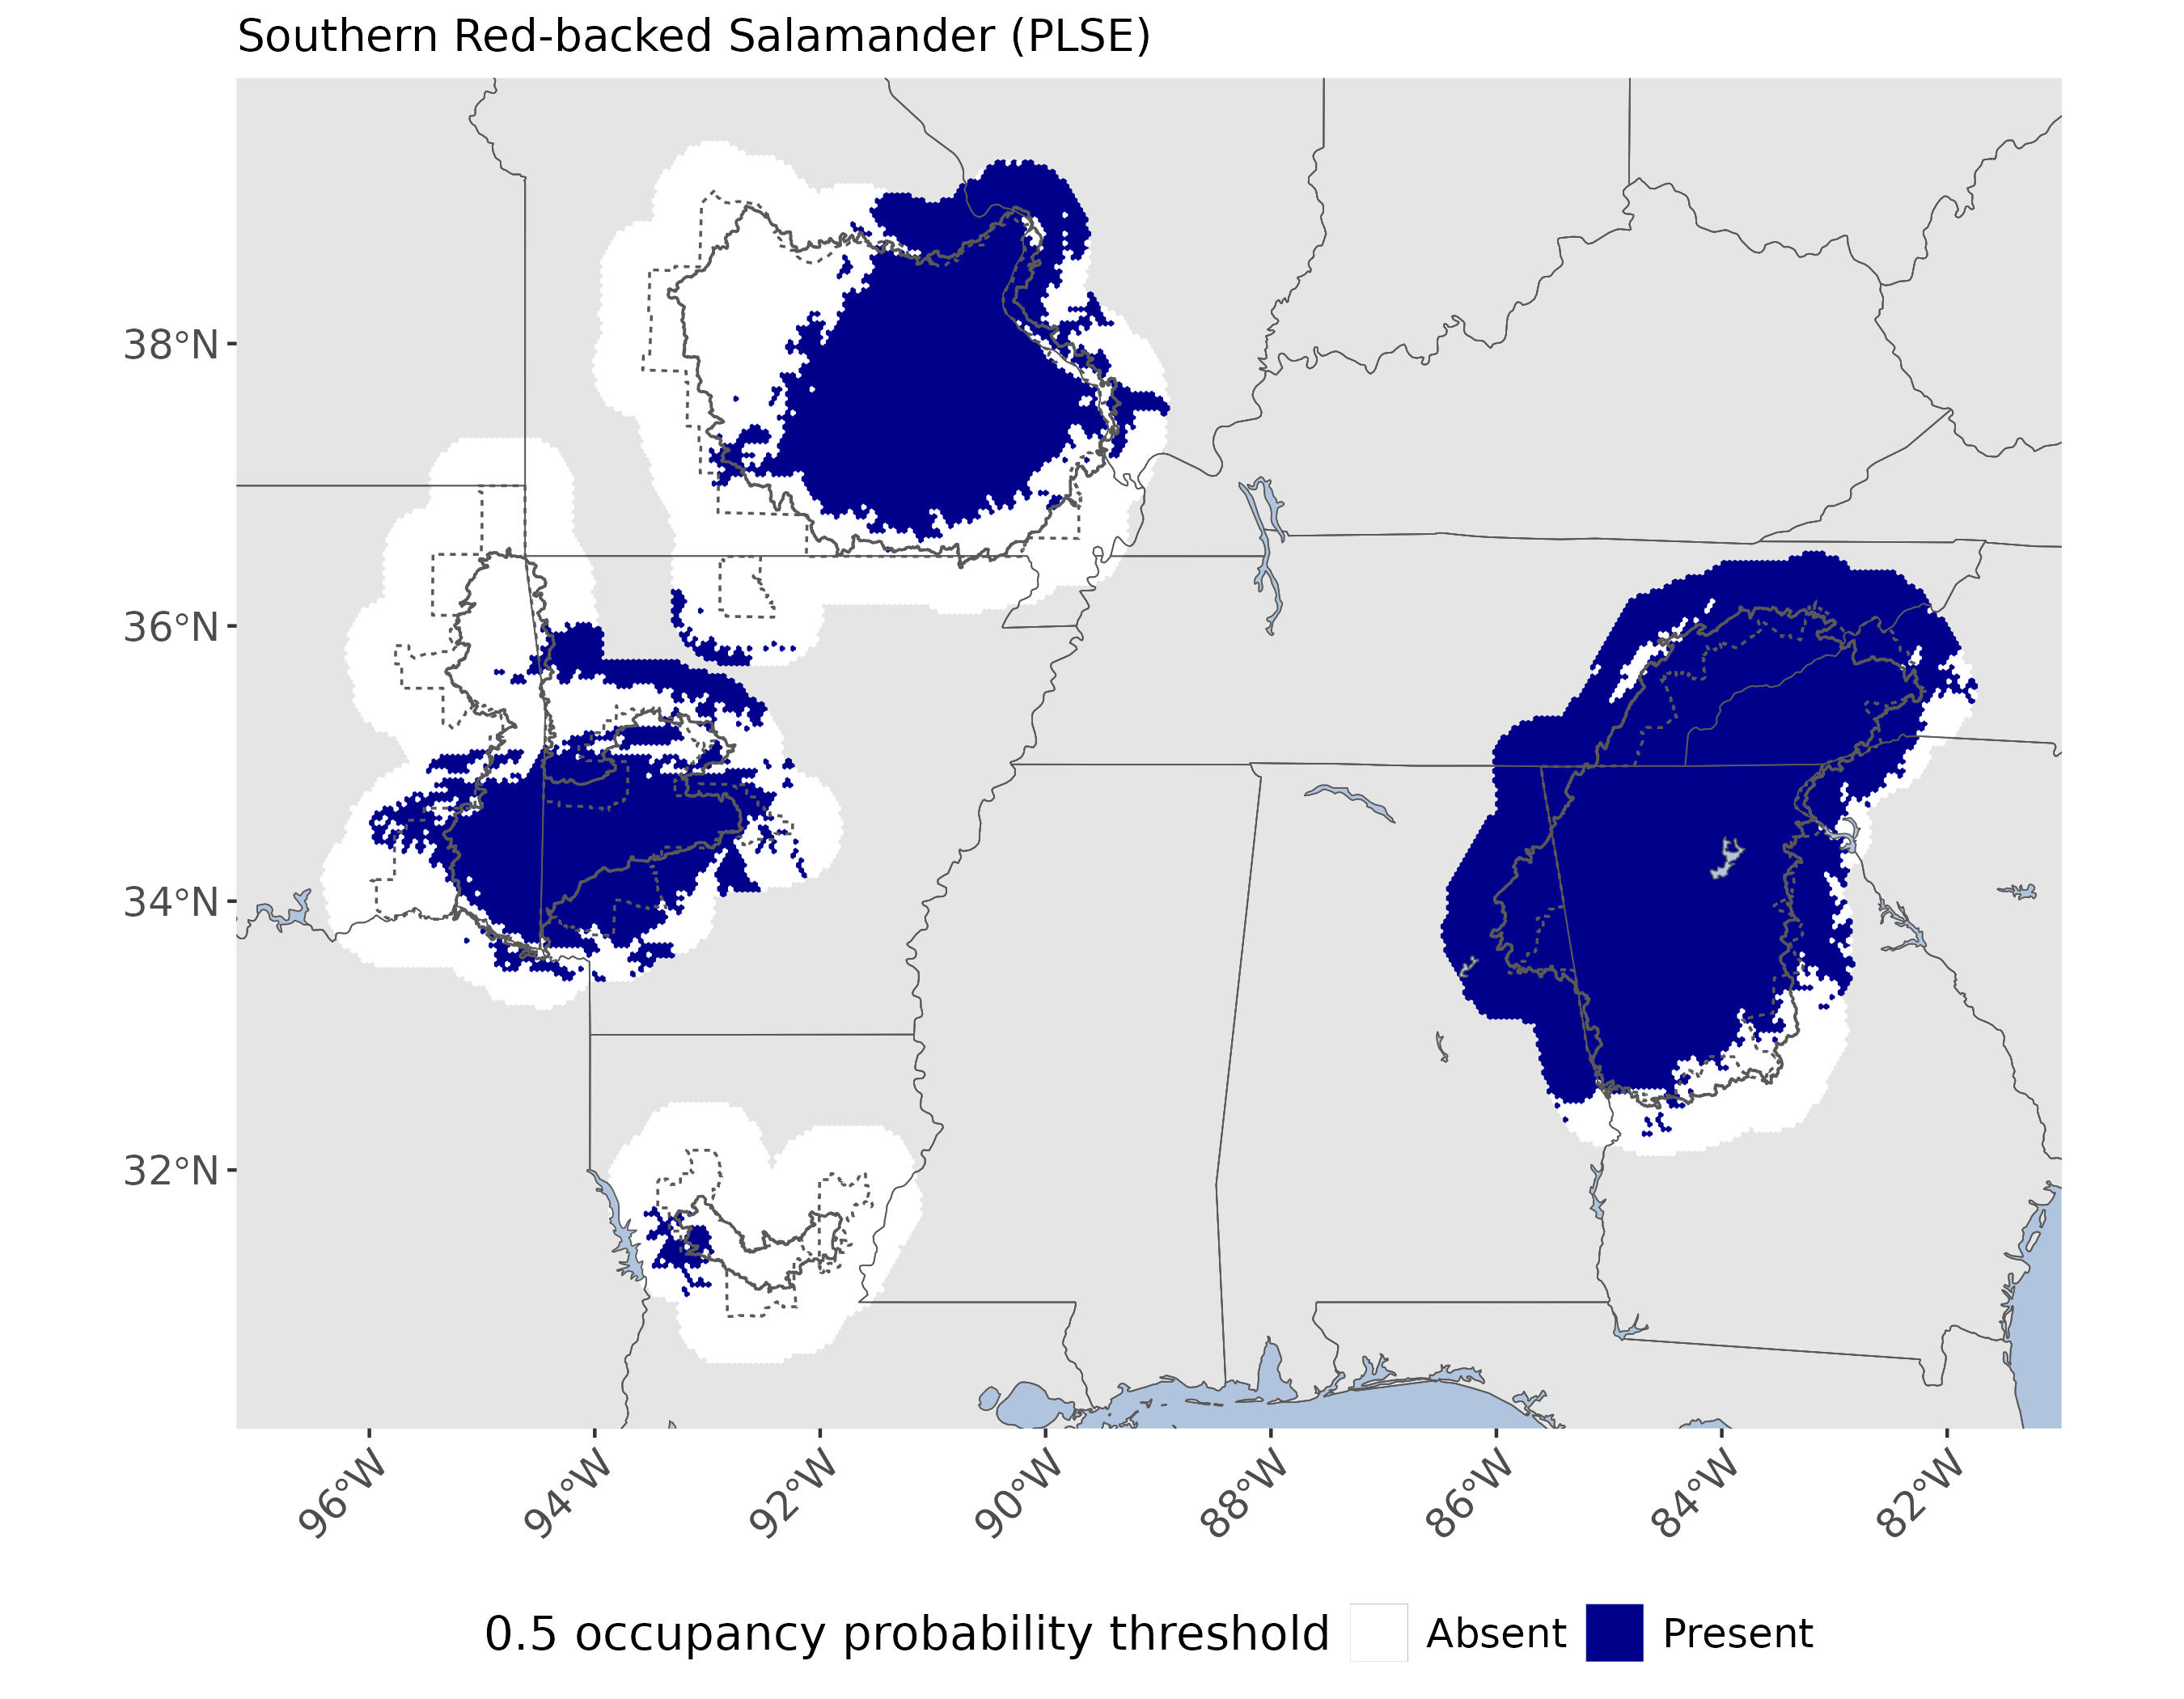 Southern Red-backed Salamander (PLSE)
38°N
36°N
34°N
32°N
96°W
94°W
92°W
90°W
88°W
86°W
84°W
82°W
0.5 occupancy probability threshold Absent Present